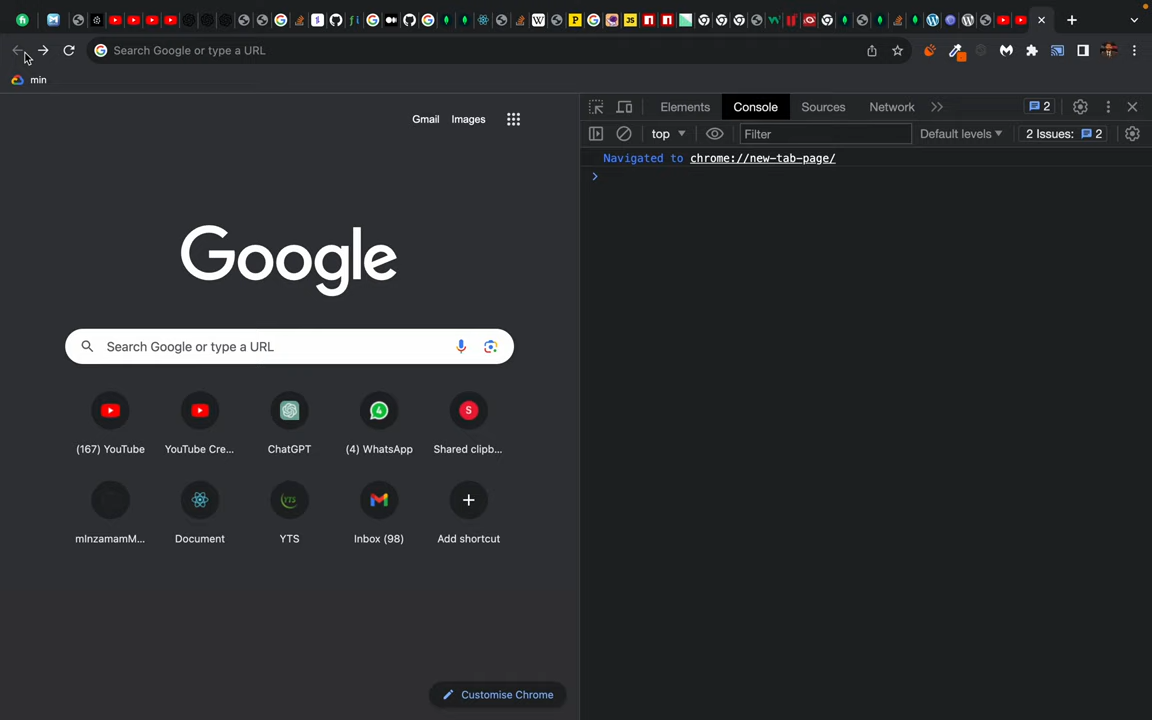 Search Google or type a URL
min
Elements Console Sources Network 2
top Filter Default levels 2 Issues: 2
Gmail Images
Navigated to chrome://new-tab-page/
Google
Search Google or type a URL
S
4
(167) YouTube YouTube Cre... ChatGPT (4) WhatsApp Shared clipb...
YTS
mInzamamM... Document YTS Inbox (98) Add shortcut
Customise Chrome